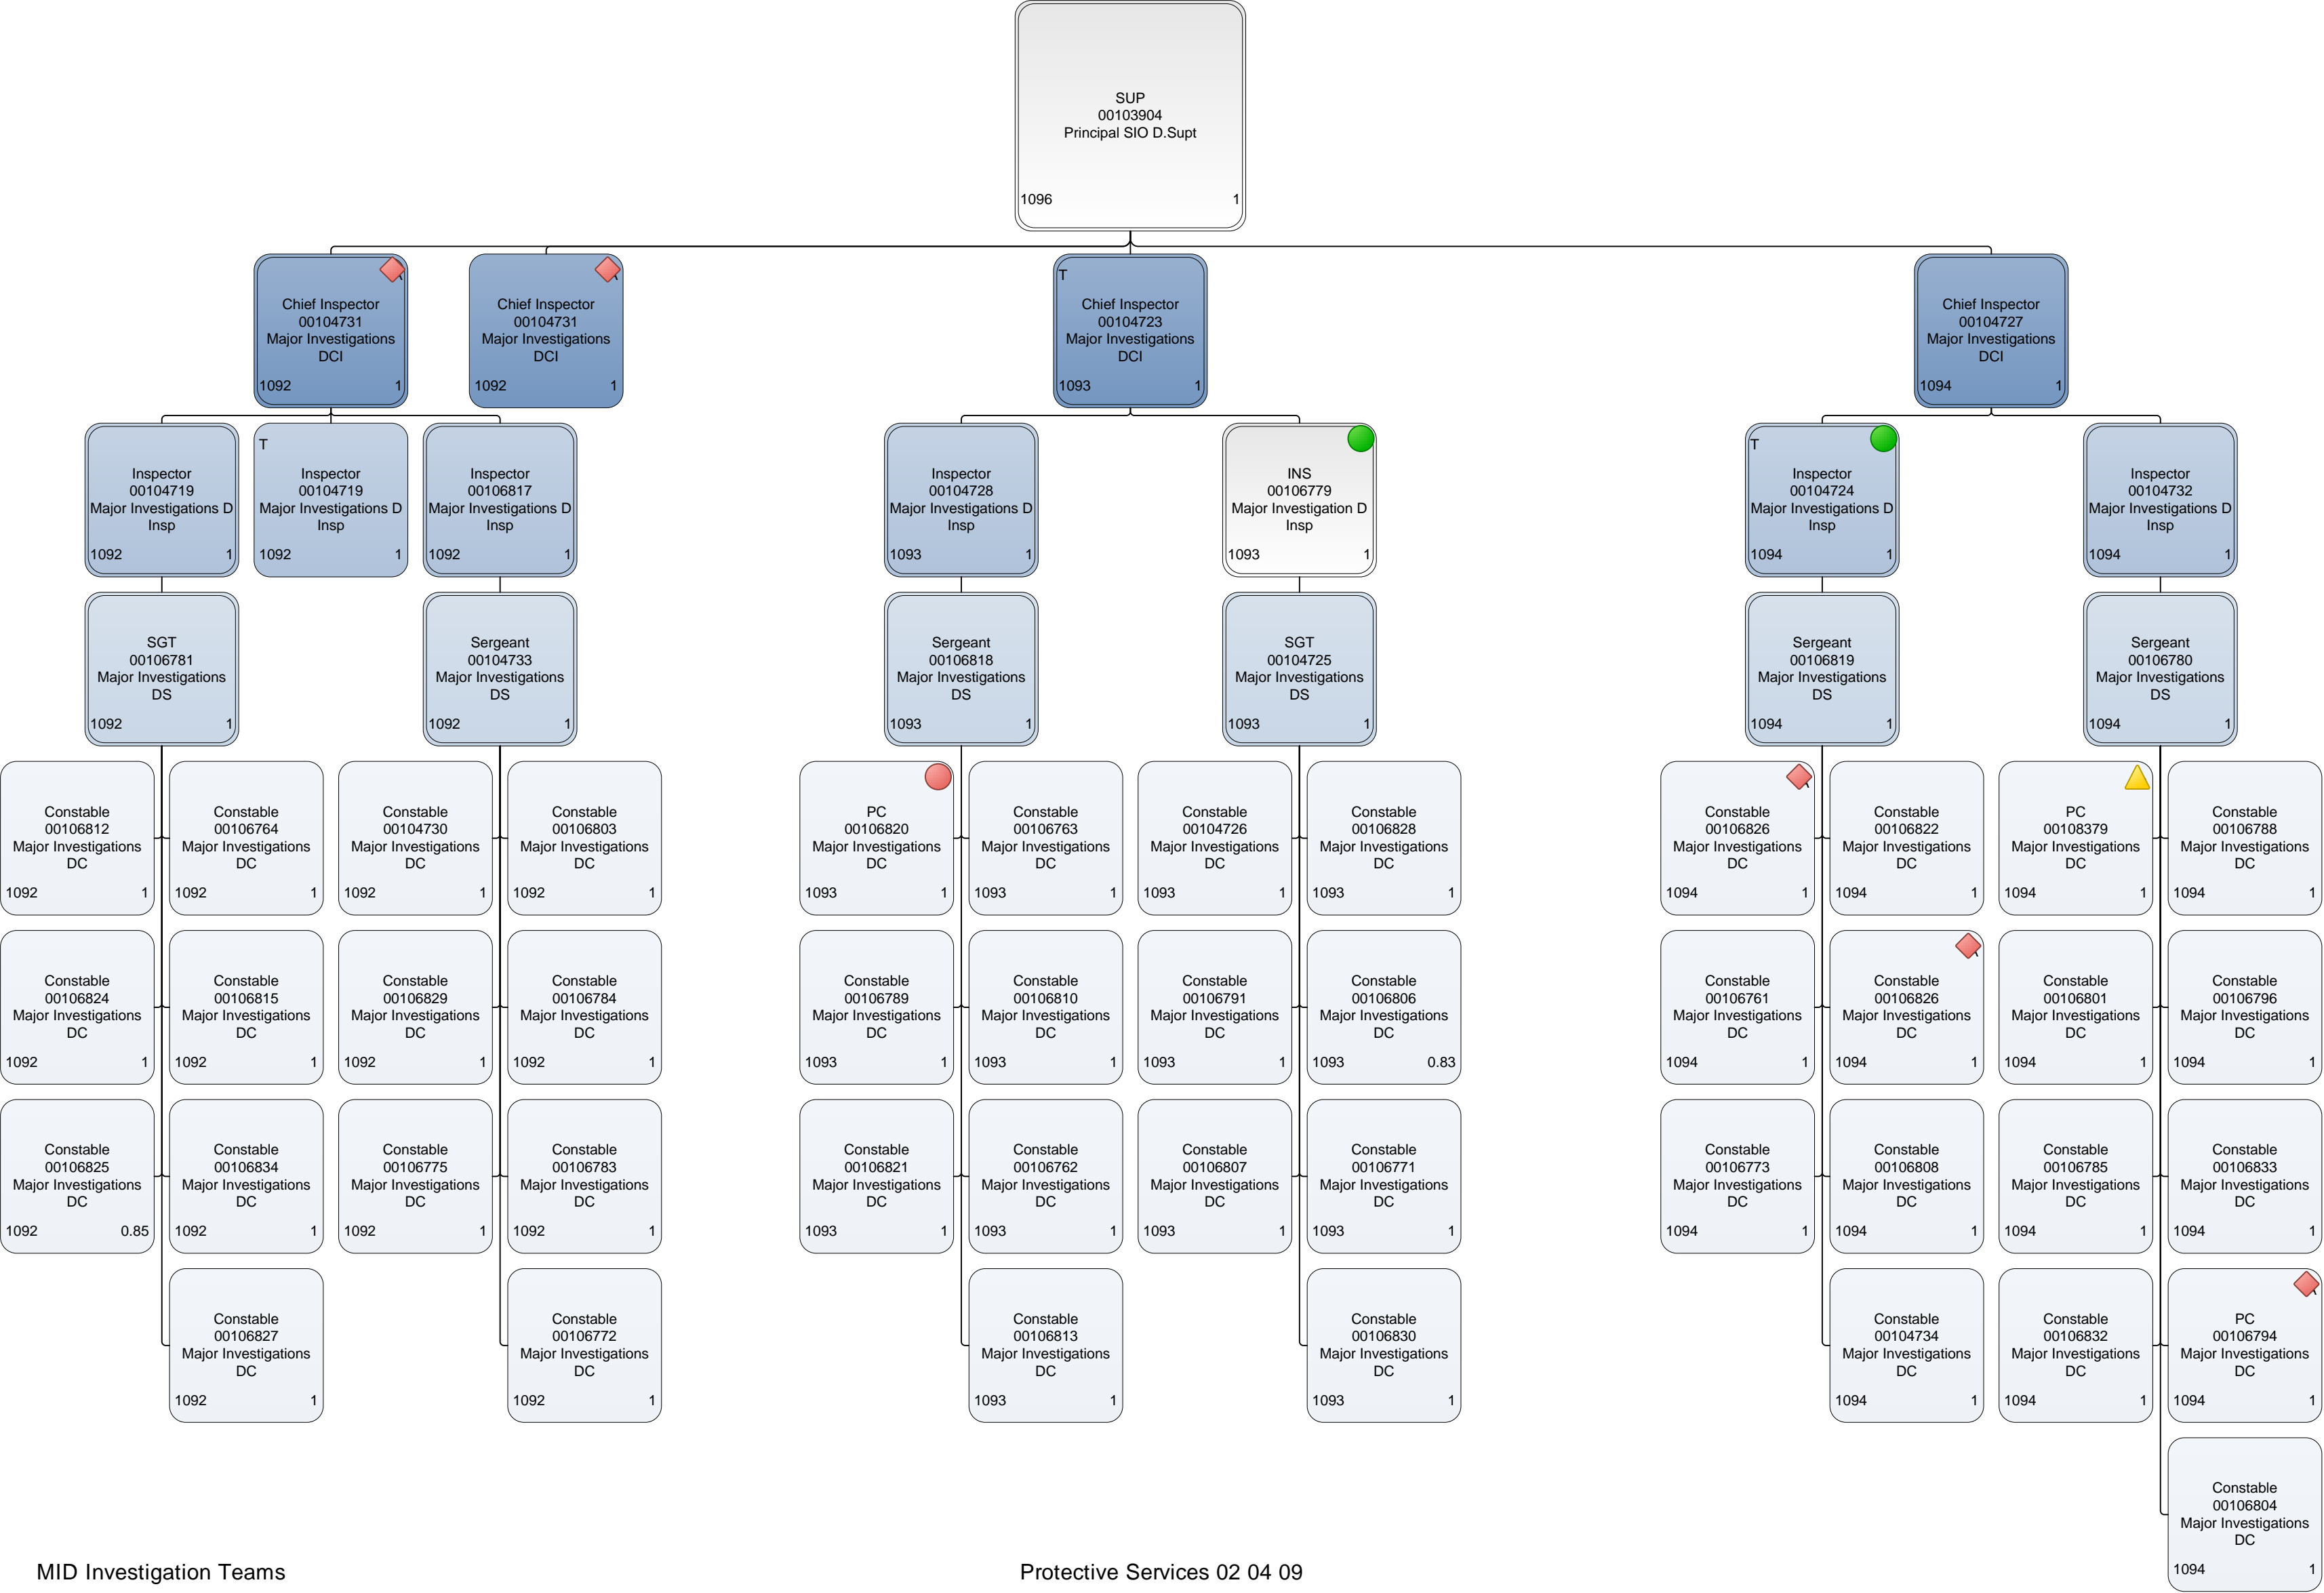 SUP
00103904
Principal SIO D.Supt
1096 1
Chief Inspector
00104731
Major Investigations
DCI
1092 1
Chief Inspector
00104731
Major Investigations
DCI
1092 1
T
Chief Inspector
00104723
Major Investigations
DCI
1093 1
Chief Inspector
00104727
Major Investigations
DCI
1094 1
Inspector
00104719
Major Investigations D
Insp
1092 1
T
Inspector
00104719
Major Investigations D
Insp
1092 1
Inspector
00106817
Major Investigations D
Insp
1092 1
Inspector
00104728
Major Investigations D
Insp
1093 1
INS
00106779
Major Investigation D
Insp
1093 1
T
Inspector
00104724
Major Investigations D
Insp
1094 1
Inspector
00104732
Major Investigations D
Insp
1094 1
SGT
00106781
Major Investigations
DS
1092 1
Sergeant
00104733
Major Investigations
DS
1092 1
Sergeant
00106818
Major Investigations
DS
1093 1
SGT
00104725
Major Investigations
DS
1093 1
Sergeant
00106819
Major Investigations
DS
1094 1
Sergeant
00106780
Major Investigations
DS
1094 1
Constable
00106812
Major Investigations
DC
1092 1
Constable
00106764
Major Investigations
DC
1092 1
Constable
00104730
Major Investigations
DC
1092 1
Constable
00106803
Major Investigations
DC
1092 1
PC
00106820
Major Investigations
DC
1093 1
Constable
00106763
Major Investigations
DC
1093 1
Constable
00104726
Major Investigations
DC
1093 1
Constable
00106828
Major Investigations
DC
1093 1
Constable
00106826
Major Investigations
DC
1094 1
Constable
00106822
Major Investigations
DC
1094 1
PC
00108379
Major Investigations
DC
1094 1
Constable
00106788
Major Investigations
DC
1094 1
Constable
00106824
Major Investigations
DC
1092 1
Constable
00106815
Major Investigations
DC
1092 1
Constable
00106829
Major Investigations
DC
1092 1
Constable
00106784
Major Investigations
DC
1092 1
Constable
00106789
Major Investigations
DC
1093 1
Constable
00106810
Major Investigations
DC
1093 1
Constable
00106791
Major Investigations
DC
1093 1
Constable
00106806
Major Investigations
DC
1093 0.83
Constable
00106761
Major Investigations
DC
1094 1
Constable
00106826
Major Investigations
DC
1094 1
Constable
00106801
Major Investigations
DC
1094 1
Constable
00106796
Major Investigations
DC
1094 1
Constable
00106825
Major Investigations
DC
1092 0.85
Constable
00106834
Major Investigations
DC
1092 1
Constable
00106775
Major Investigations
DC
1092 1
Constable
00106783
Major Investigations
DC
1092 1
Constable
00106821
Major Investigations
DC
1093 1
Constable
00106762
Major Investigations
DC
1093 1
Constable
00106807
Major Investigations
DC
1093 1
Constable
00106771
Major Investigations
DC
1093 1
Constable
00106773
Major Investigations
DC
1094 1
Constable
00106808
Major Investigations
DC
1094 1
Constable
00106785
Major Investigations
DC
1094 1
Constable
00106833
Major Investigations
DC
1094 1
Constable
00106827
Major Investigations
DC
1092 1
Constable
00106772
Major Investigations
DC
1092 1
Constable
00106813
Major Investigations
DC
1093 1
Constable
00106830
Major Investigations
DC
1093 1
Constable
00104734
Major Investigations
DC
1094 1
Constable
00106832
Major Investigations
DC
1094 1
PC
00106794
Major Investigations
DC
1094 1
Constable
00106804
Major Investigations
DC
1094 1
MID Investigation Teams
Protective Services 02 04 09